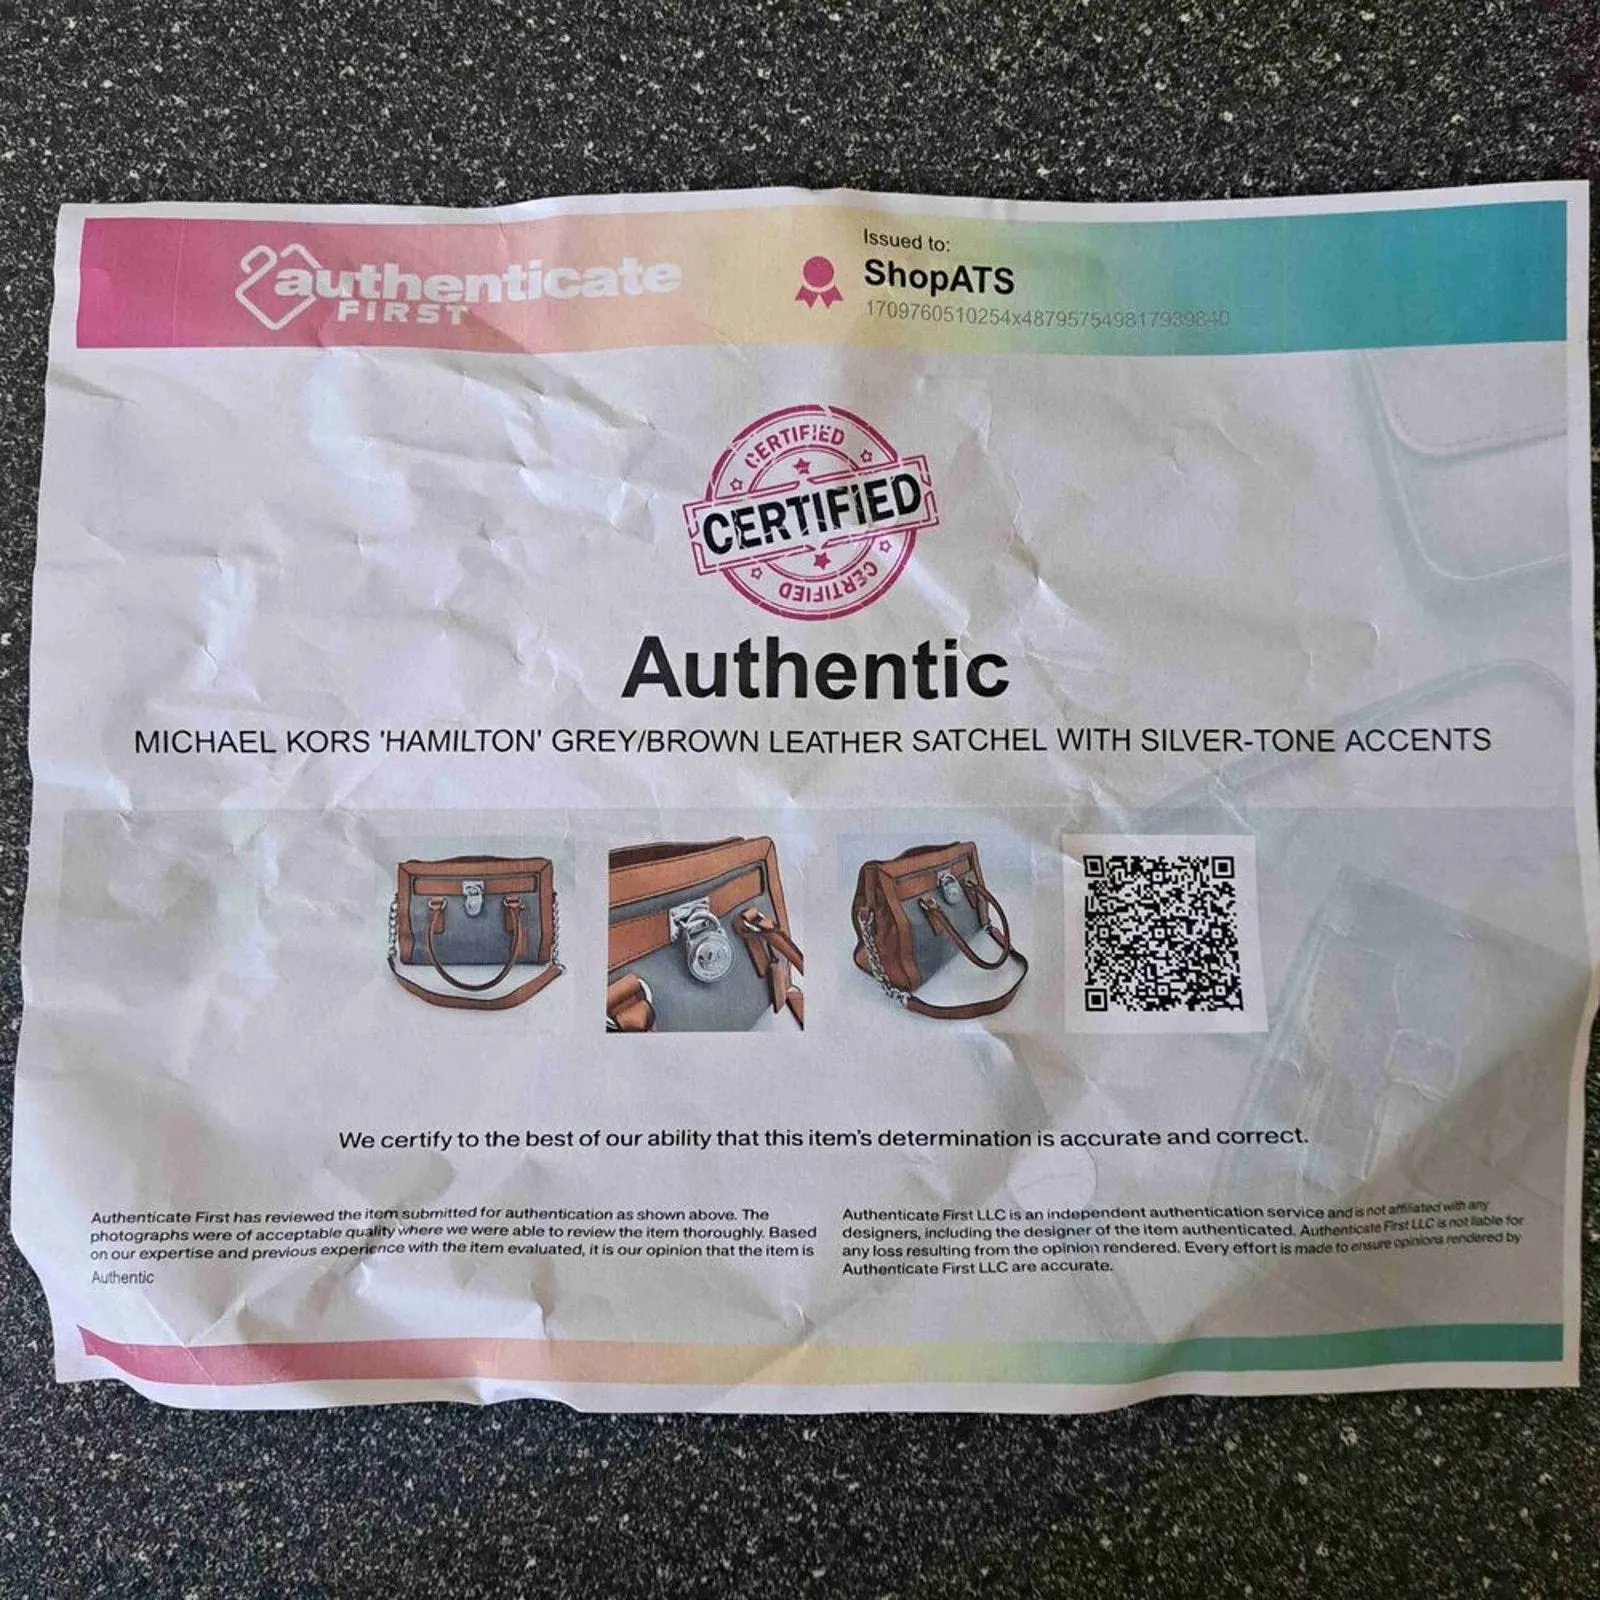 authenticate
FIRST
Issued to:
ShopATS
1709760510254x487957549817939840
CERTIFIED
CERTIFIED
CERTIFIED
Authentic
MICHAEL KORS 'HAMILTON' GREY/BROWN LEATHER SATCHEL WITH SILVER-TONE ACCENTS
We certify to the best of our ability that this item's determination is accurate and correct.
Authenticate First has reviewed the item submitted for authentication as shown above. The
photographs were of acceptable quality where we were able to review the item thoroughly. Based
on our expertise and previous experience with the item evaluated, it is our opinion that the item is
Authentic
Authenticate First LLC is an independent authentication service and is not affiliated with any
designers, including the designer of the item authenticated. Authenticate First LLC is not liable for
any loss resulting from the opinion rendered. Every effort is made to ensure opinions rendered by
Authenticate First LLC are accurate.